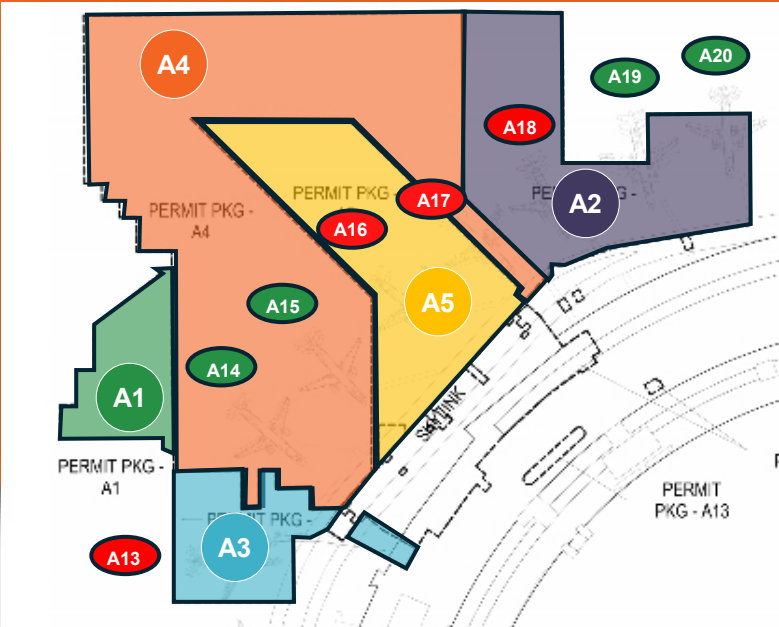 A4
A20
A19
A18
PERMIT PKG -
A17
PE
G -
A2
PERMIT PKG -
A4
A16
A5
A15
A14
A1
SKYLINK
PERMIT PKG -
A1
PERMIT
PKG - A13
P
PKG -
A3
A13